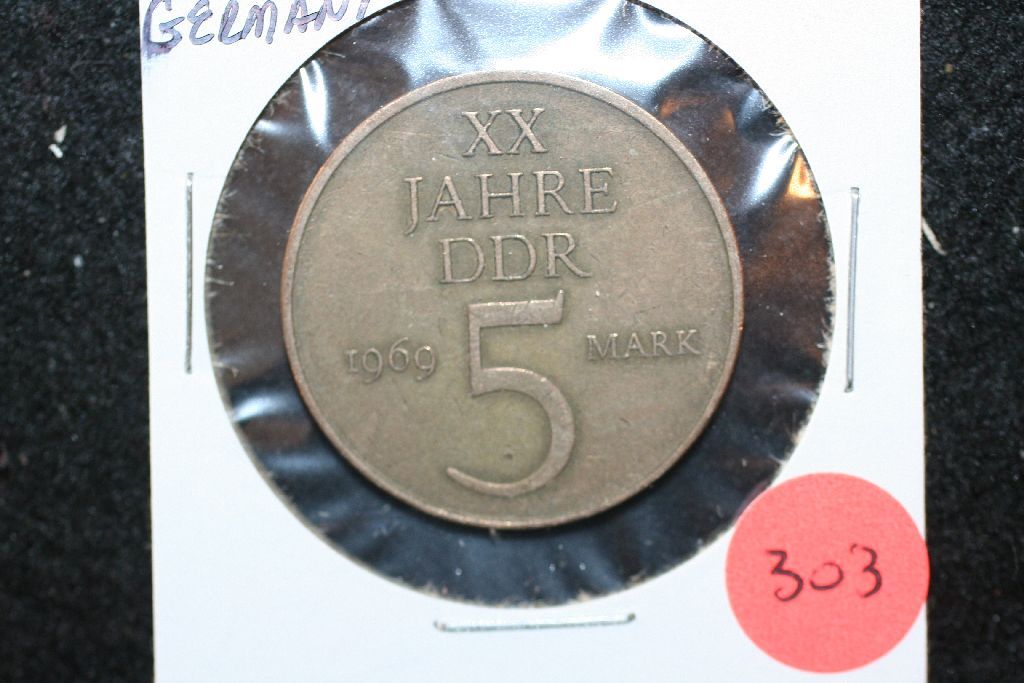 GERMANY
XX
JAHRE
DDR
5
1969 MARK
303